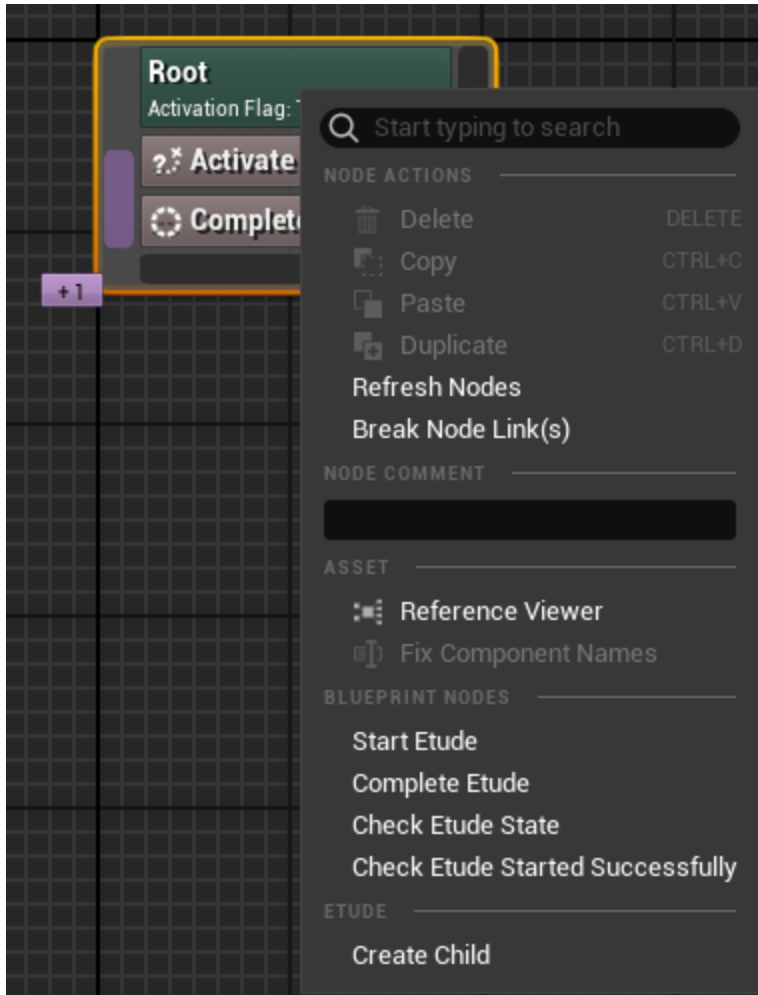 Root
Activation Flag:
Activate
Complete
+1
Start typing to search
NODE ACTIONS
Delete DELETE
Copy CTRL+C
Paste CTRL+V
Duplicate CTRL+D
Refresh Nodes
Break Node Link(s)
NODE COMMENT
ASSET
Reference Viewer
Fix Component Names
BLUEPRINT NODES
Start Etude
Complete Etude
Check Etude State
Check Etude Started Successfully
ETUDE
Create Child